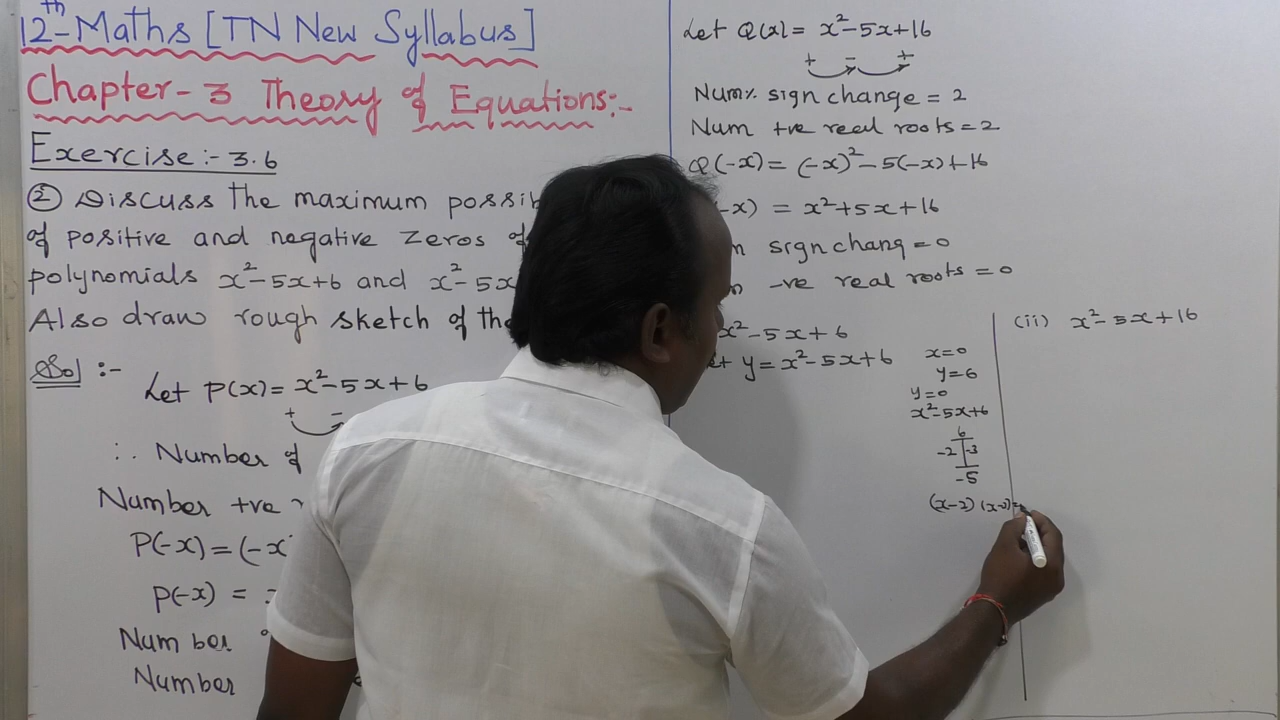 12th-Maths [TN New Syllabus]
Chapter-3 Theory of Equations:-
Exercise:-3.6
② Discuss the maximum possib
of positive and negative zeros of
polynomials x²-5x+6 and x²-5x
Also draw rough sketch of the
Sol :-
Let P(x) = x²-5x+6
+ -
∴ Number of
Number +ve
P(-x) = (-x
P(-x) =
Number
Number
Let Q(x) = x²-5x+16
+ - +
Num% sign change = 2
Num +ve real roots = 2
Q(-x) = (-x)²-5(-x)+16
-x) = x²+5x+16
sign chang = 0
-ve real roots = 0
x²-5x+6
et y = x²-5x+6
x=0
y=6
y=0
x²-5x+6
6
-2 -3
-5
(x-2) (x-3)=
(ii) x²-5x+16